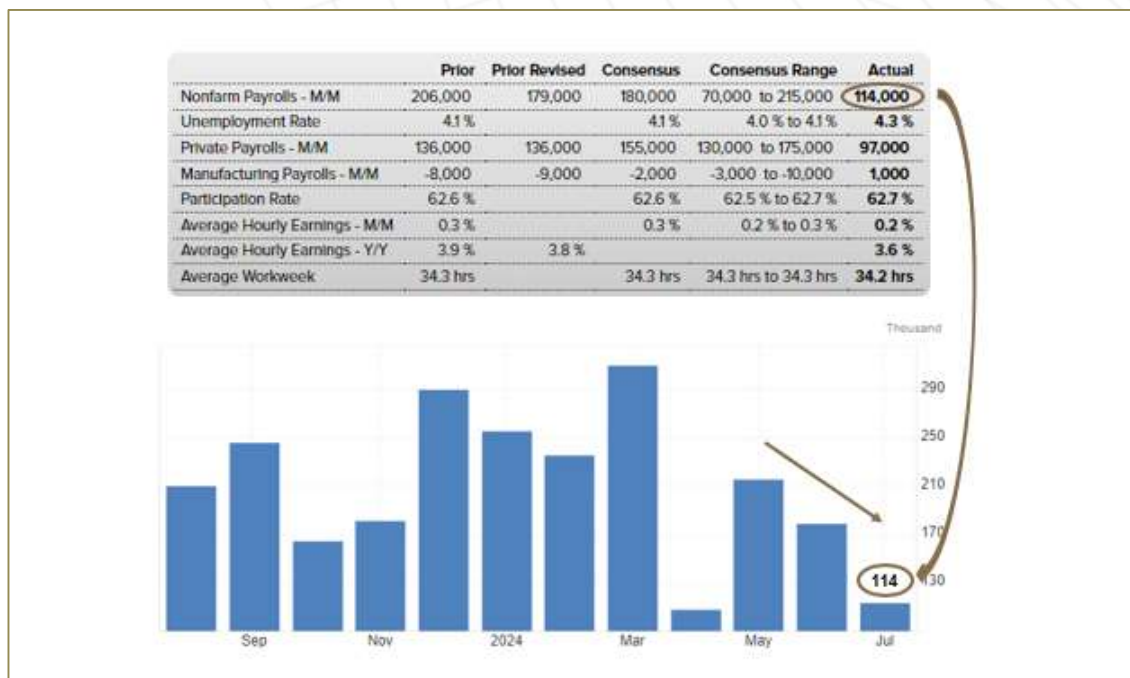 Prior Prior Revised Consensus Consensus Range Actual
Nonfarm Payrolls - M/M 206,000 179,000 180,000 70,000 to 215,000 114,000
Unemployment Rate 4.1 % 4.1 % 4.0 % to 4.1 % 4.3 %
Private Payrolls - M/M 136,000 136,000 155,000 130,000 to 175,000 97,000
Manufacturing Payrolls - M/M -8,000 -9,000 -2,000 -3,000 to -10,000 1,000
Participation Rate 62.6 % 62.6 % 62.5 % to 62.7 % 62.7 %
Average Hourly Earnings - M/M 0.3 % 0.3 % 0.2 % to 0.3 % 0.2 %
Average Hourly Earnings - Y/Y 3.9 % 3.8 % 3.6 %
Average Workweek 34.3 hrs 34.3 hrs 34.3 hrs to 34.3 hrs 34.2 hrs
Thousand
290
250
210
170
114 130
Sep Nov 2024 Mar May Jul